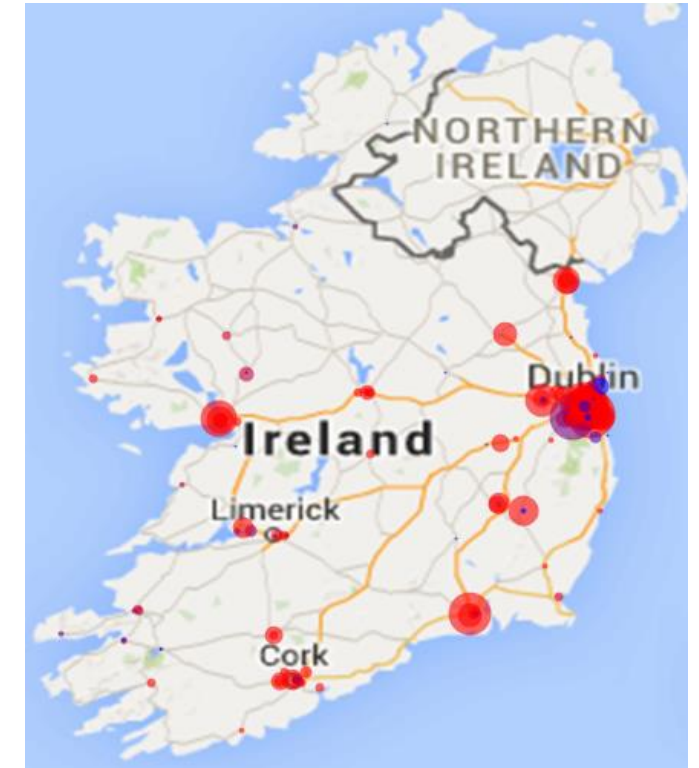 NORTHERN
IRELAND
Dublin
Ireland
Limerick
Cork